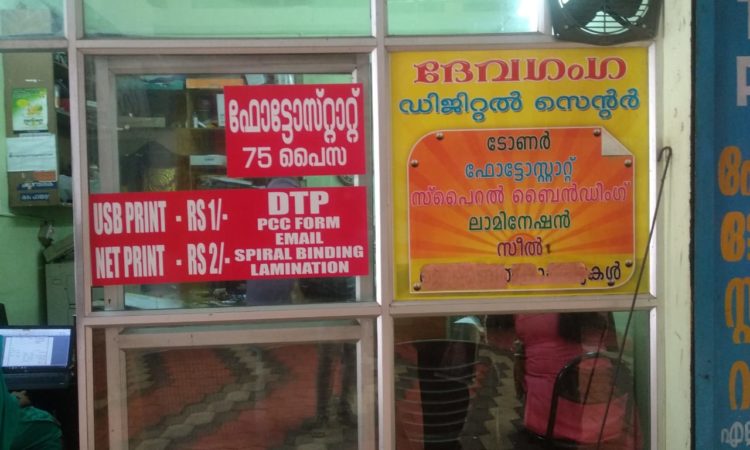 ഫോട്ടോസ്റ്റാറ്റ്
75 പൈസ
USB PRINT - RS 1/-
NET PRINT - RS 2/-
DTP
PCC FORM
EMAIL
SPIRAL BINDING
LAMINATION
ദേവഗംഗ
ഡിജിറ്റൽ സെന്റർ
ടോണർ
ഫോട്ടോസ്റ്റാറ്റ്
സ്പൈറൽ ബൈൻഡിംഗ്
ലാമിനേഷൻ
സീൽ